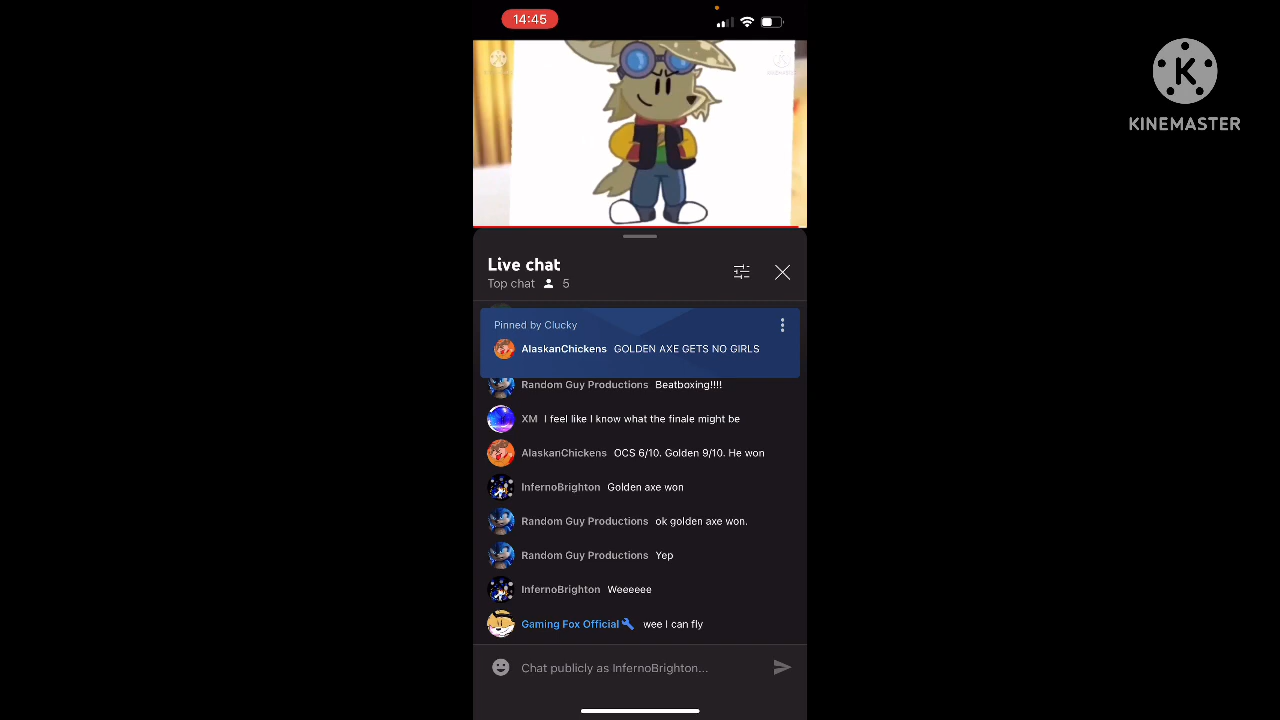 14:45
KINEMASTER
Live chat
Top chat 5
Pinned by Clucky
AlaskanChickens GOLDEN AXE GETS NO GIRLS
Random Guy Productions Beatboxing!!!!
XM I feel like I know what the finale might be
AlaskanChickens OCS 6/10. Golden 9/10. He won
InfernoBrighton Golden axe won
Random Guy Productions ok golden axe won.
Random Guy Productions Yep
InfernoBrighton Weeeeee
Gaming Fox Official wee I can fly
Chat publicly as InfernoBrighton...